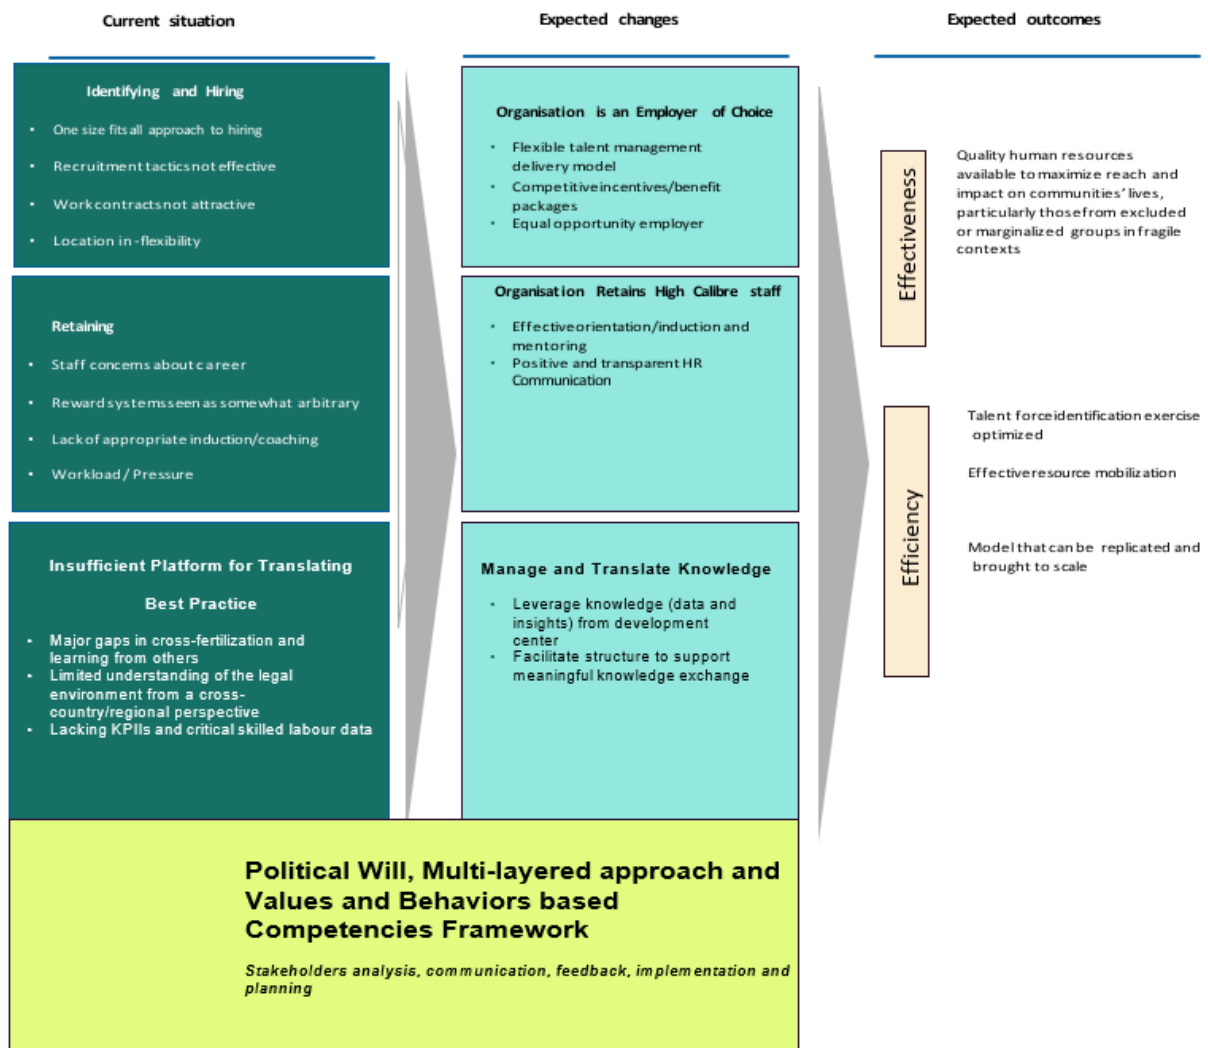 Current situation
Expected changes
Expected outcomes
Identifying and Hiring
• One size fits all approach to hiring
• Recruitment tactics not effective
• Work contracts not attractive
• Location in -flexibility
Retaining
• Staff concerns about career
• Reward systems seen as somewhat arbitrary
• Lack of appropriate induction/coaching
• Workload / Pressure
Insufficient Platform for Translating
Best Practice
• Major gaps in cross-fertilization and
learning from others
• Limited understanding of the legal
environment from a cross-
country/regional perspective
• Lacking KPIIs and critical skilled labour data
Organisation is an Employer of Choice
• Flexible talent management
delivery model
• Competitive incentives/benefit
packages
• Equal opportunity employer
Organisation Retains High Calibre staff
• Effective orientation/induction and
mentoring
• Positive and transparent HR
Communication
Manage and Translate Knowledge
• Leverage knowledge (data and
insights) from development
center
• Facilitate structure to support
meaningful knowledge exchange
Effectiveness
Quality human resources
available to maximize reach and
impact on communities' lives,
particularly those from excluded
or marginalized groups in fragile
contexts
Efficiency
Talent force identification exercise
optimized
Effective resource mobilization
Model that can be replicated and
brought to scale
Political Will, Multi-layered approach and
Values and Behaviors based
Competencies Framework
Stakeholders analysis, communication, feedback, implementation and
planning